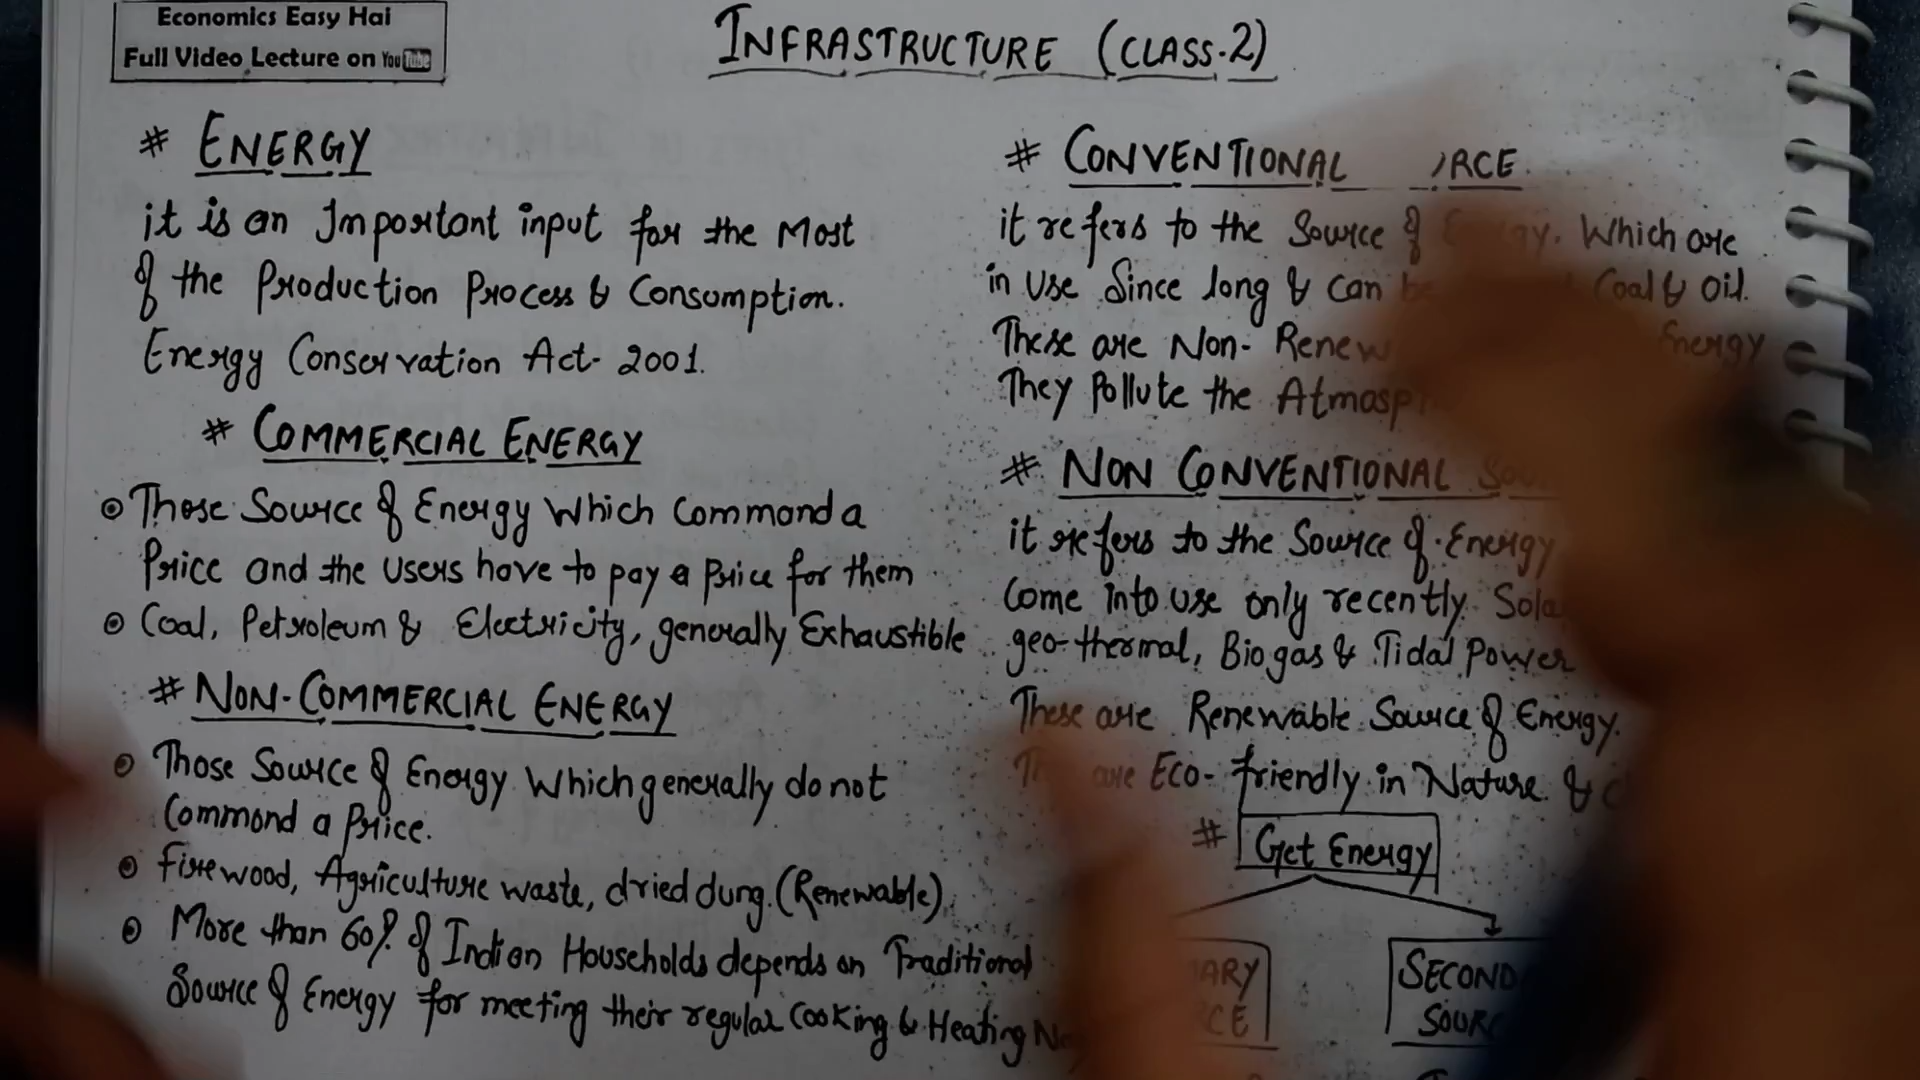 Economics Easy Hai
Full Video Lecture on YouTube
INFRASTRUCTURE (CLASS-2)
# ENERGY
it is an Important input for the Most
of the Production Process & Consumption.
Energy Conservation Act- 2001.
# COMMERCIAL ENERGY
Those Source of Energy Which Command a
Price and the users have to pay a Price for them
Coal, Petroleum & Electricity, generally Exhaustible
# NON-COMMERCIAL ENERGY
Those Source of Energy Which generally do not
Command a Price.
Firewood, Agriculture waste, dried dung. (Renewable)
More than 60% of Indian Households depends on Traditional
Source of Energy for meeting their regular Cooking & Heating
# CONVENTIONAL
it refers to the Source of Energy. Which are
in Use Since long & Can be Coal & Oil.
These are Non- Energy
They Pollute the
# NON CONVENTIONAL
it refers to the Source of Energy
Come into use only recently.
geo-thermal, Biogas & Tidal Power
These are Renewable Source of Energy.
are Eco-friendly in Nature &
# Get Energy